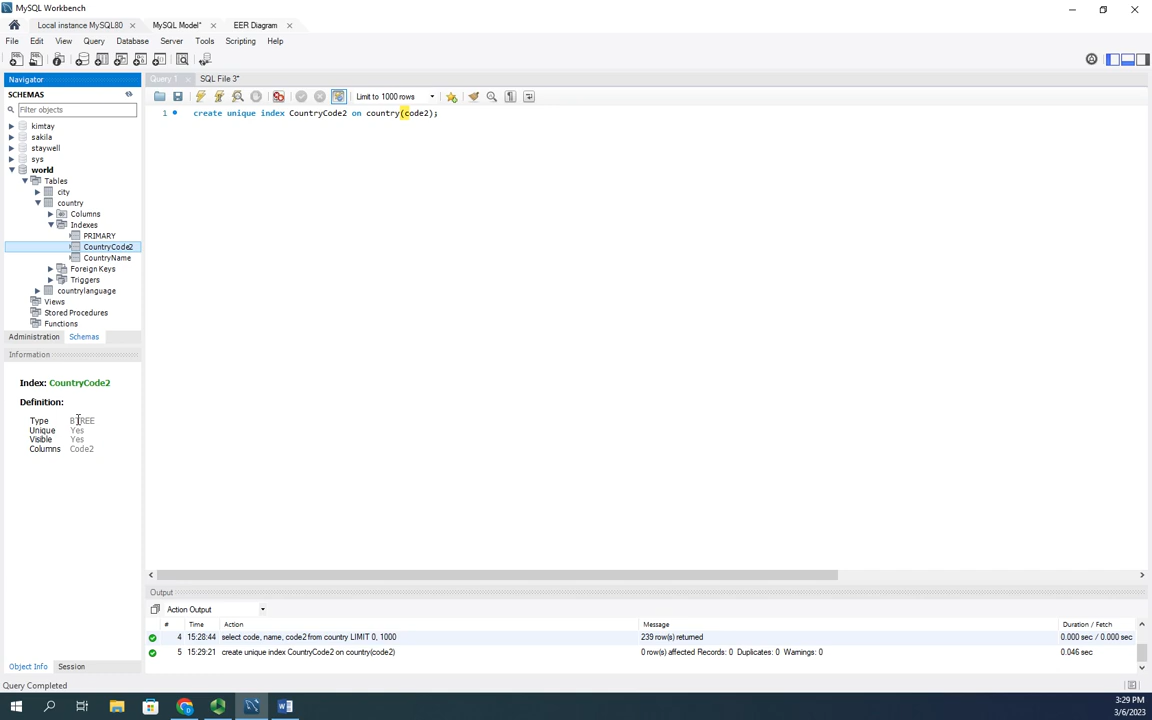 MySQL Workbench
Local instance MySQL80 MySQL Model* EER Diagram
File Edit View Query Database Server Tools Scripting Help
Navigator
SCHEMAS
Filter objects
kimtay
sakila
staywell
sys
world
Tables
city
country
Columns
Indexes
PRIMARY
CountryCode2
CountryName
Foreign Keys
Triggers
countrylanguage
Views
Stored Procedures
Functions
Administration Schemas
Information
Index: CountryCode2
Definition:
Type BTREE
Unique Yes
Visible Yes
Columns Code2
Object Info Session
Query Completed
Query 1 SQL File 3*
Limit to 1000 rows
1 create unique index CountryCode2 on country(code2);
Output
Action Output
# Time Action Message Duration / Fetch
4 15:28:44 select code, name, code2 from country LIMIT 0, 1000 239 row(s) returned 0.000 sec / 0.000 sec
5 15:29:21 create unique index CountryCode2 on country(code2) 0 row(s) affected Records: 0 Duplicates: 0 Warnings: 0 0.046 sec
3:29 PM
3/6/2023